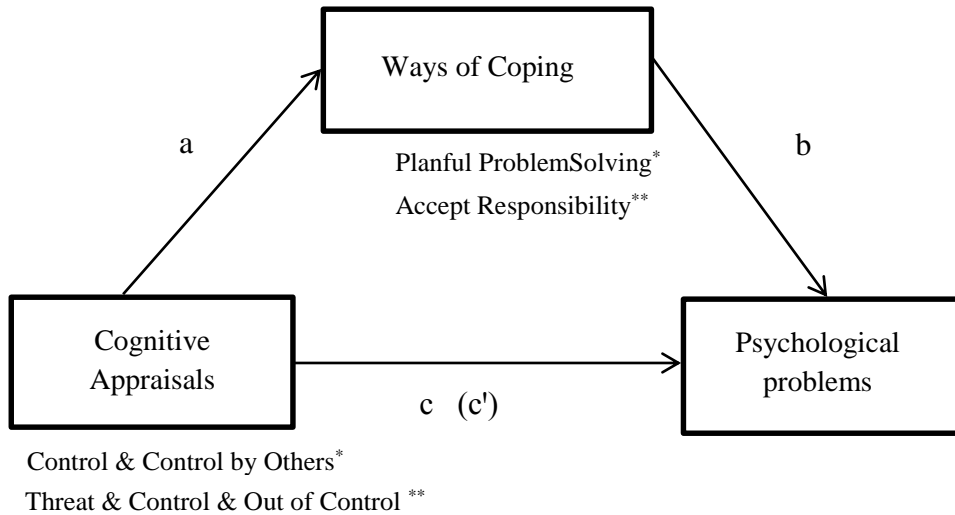 Ways of Coping
a
b
Planful ProblemSolving*
Accept Responsibility**
Cognitive
Appraisals
Psychological
problems
c (c')
Control & Control by Others*
Threat & Control & Out of Control **